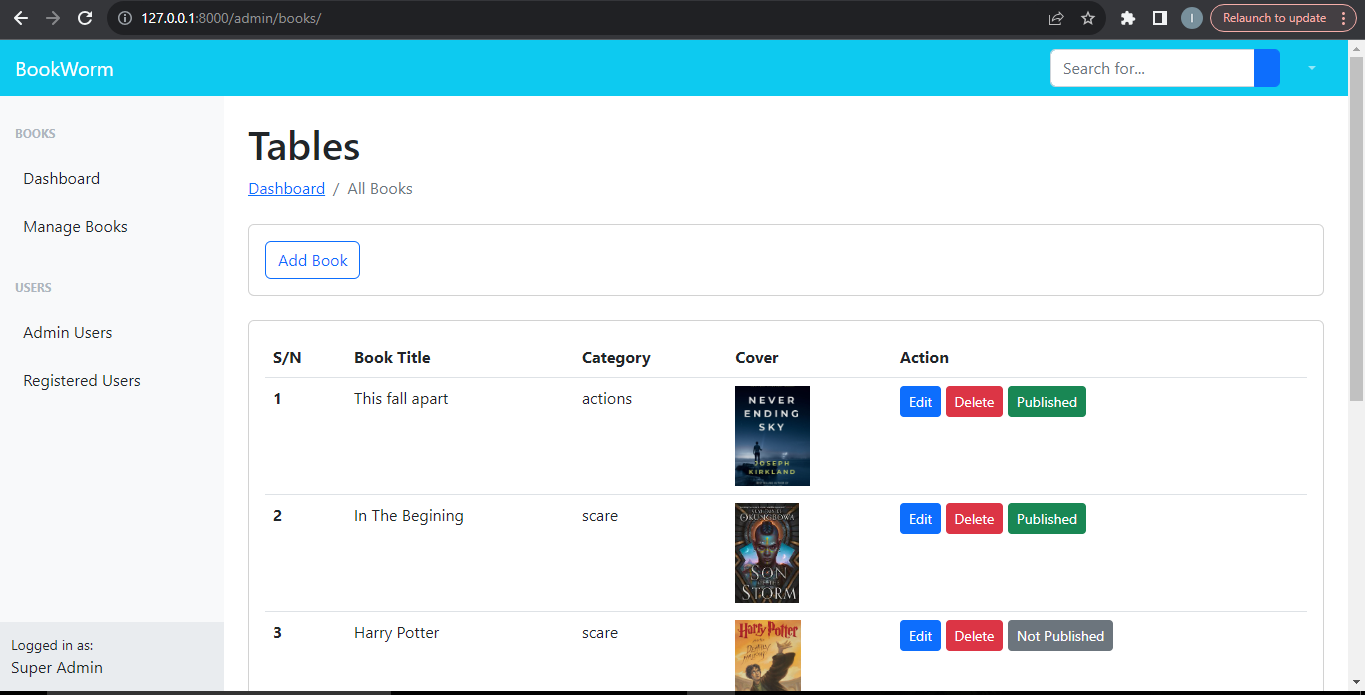 127.0.0.1:8000/admin/books/
I
Relaunch to update
BookWorm
Search for...
BOOKS
Dashboard
Manage Books
USERS
Admin Users
Registered Users
Logged in as:
Super Admin
Tables
Dashboard / All Books
Add Book
S/N Book Title Category Cover Action
1 This fall apart actions Edit Delete Published
NEVER
ENDING
SKY
JOSEPH
KIRKLAND
2 In The Begining scare Edit Delete Published
OKUNGBOWA
SON
OF THE
STORM
3 Harry Potter scare Edit Delete Not Published
Harry Potter